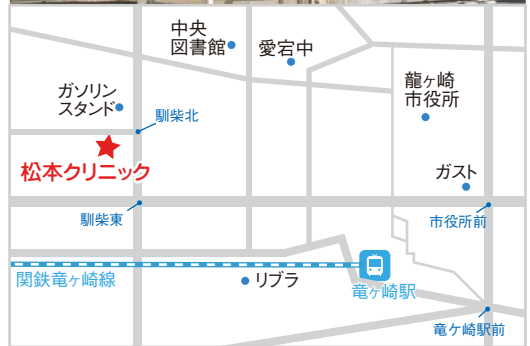 中央
図書館
愛宕中
ガソリン
スタンド
馴柴北
龍ヶ崎
市役所
松本クリニック
ガスト
馴柴東
市役所前
関鉄竜ヶ崎線
リブラ
竜ヶ崎駅
竜ケ崎駅前